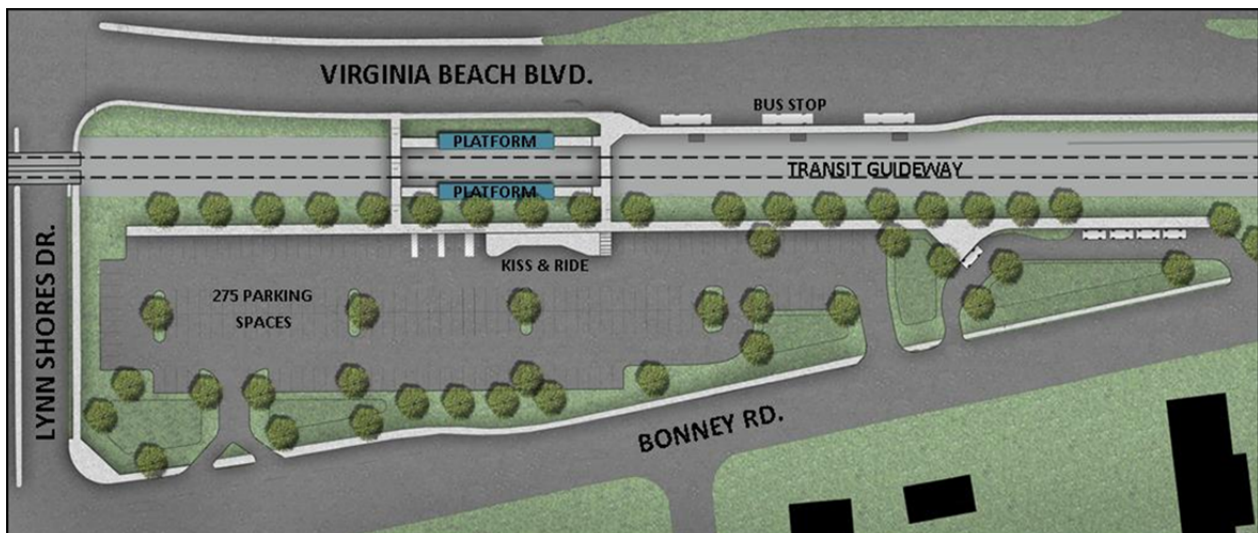 VIRGINIA BEACH BLVD.
BUS STOP
PLATFORM
TRANSIT GUIDEWAY
PLATFORM
KISS & RIDE
275 PARKING
SPACES
LYNN SHORES DR.
BONNEY RD.